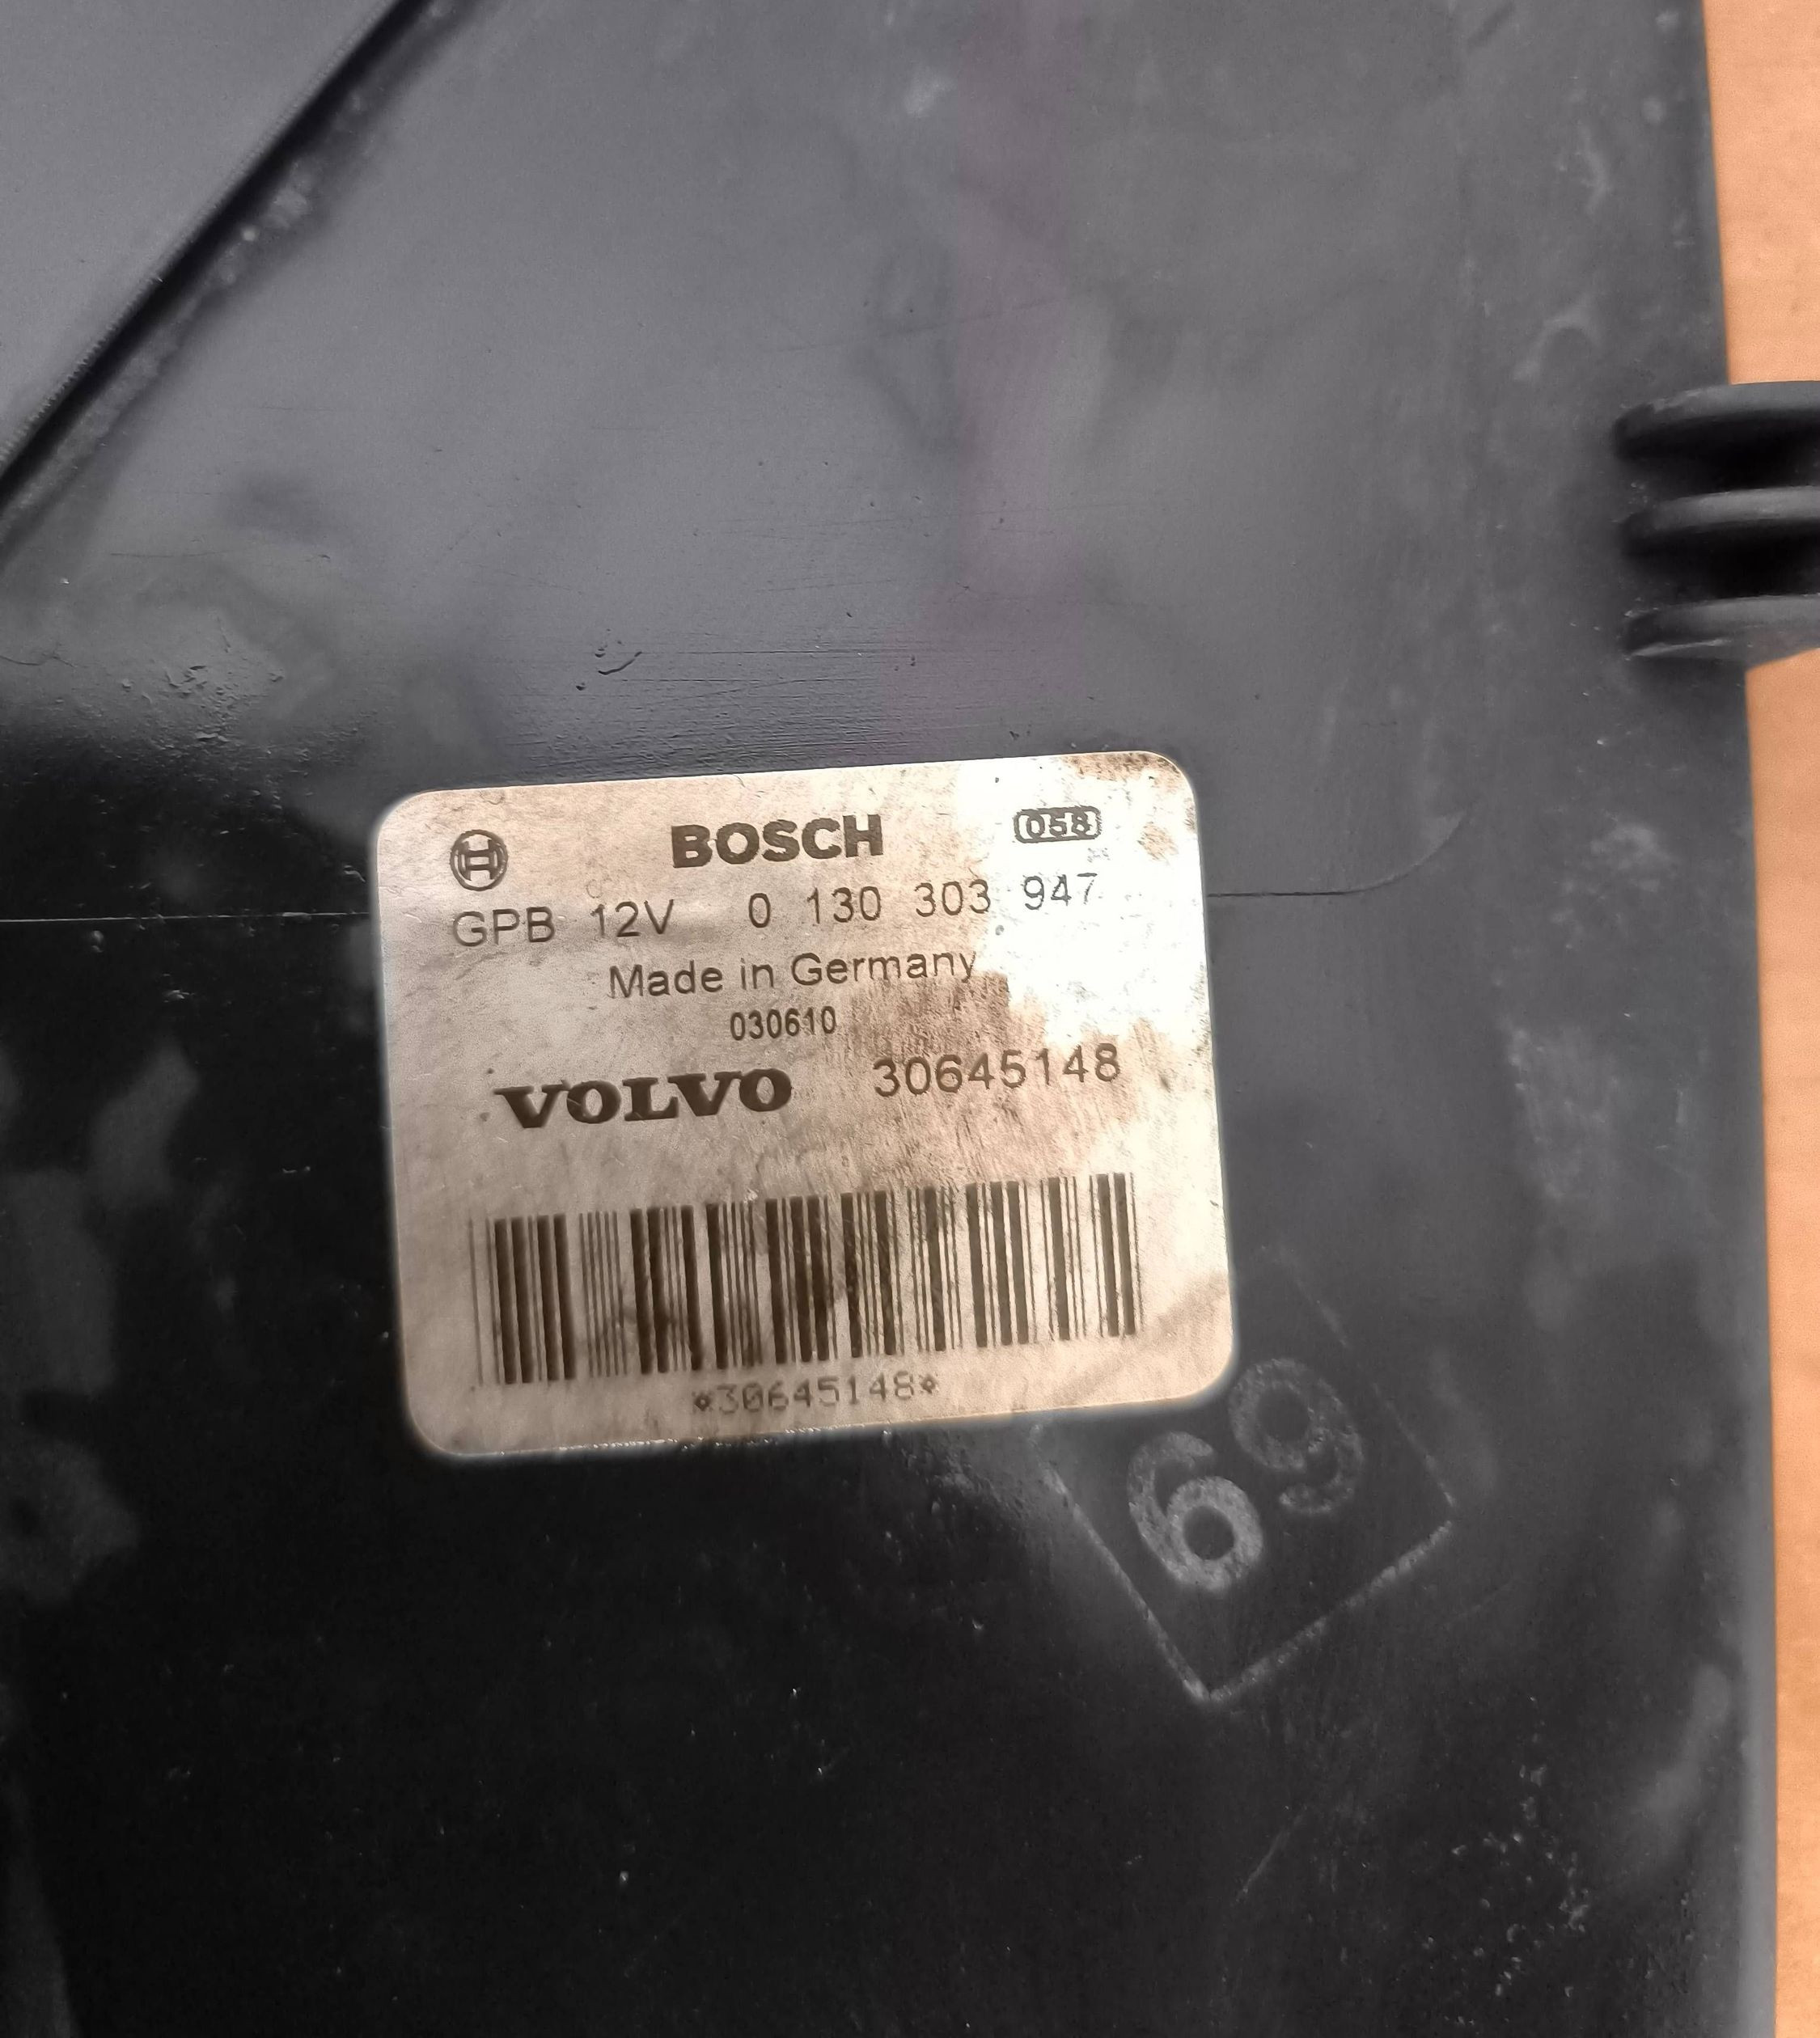 BOSCH 058
GPB 12V 0 130 303 947
Made in Germany
030610
VOLVO 30645148
*30645148*
69